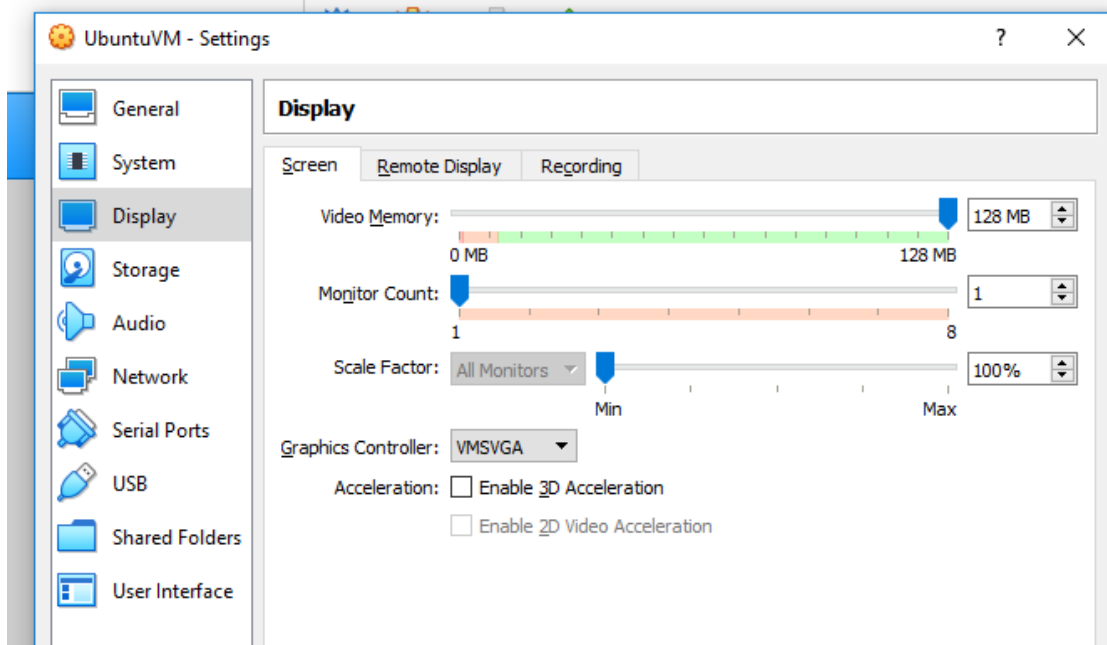 UbuntuVM - Settings
?
General
System
Display
Storage
Audio
Network
Serial Ports
USB
Shared Folders
User Interface
Display
Screen
Remote Display
Recording
Video Memory:
128 MB
0 MB
128 MB
Monitor Count:
1
1
8
Scale Factor:
All Monitors
100%
Min
Max
Graphics Controller:
VMSVGA
Acceleration:
Enable 3D Acceleration
Enable 2D Video Acceleration